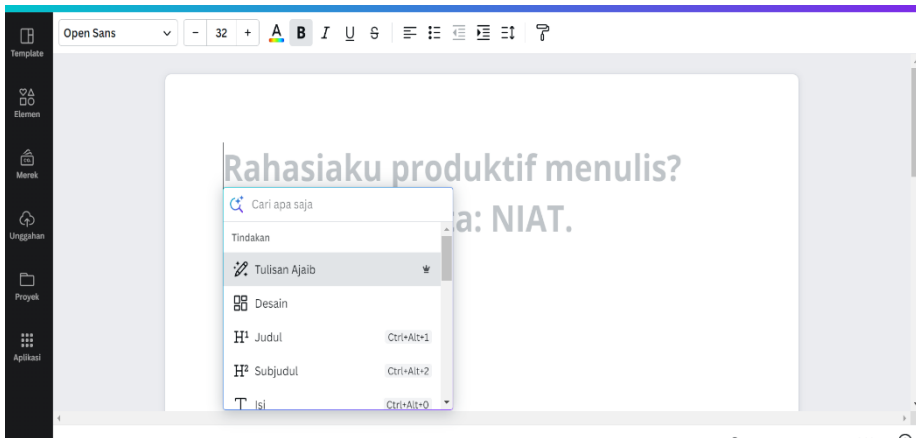 Open Sans
- 32 +
A B I U S
Template
Elemen
Merek
Unggahan
Proyek
Aplikasi
Rahasiaku produktif menulis?
a: NIAT.
Cari apa saja
Tindakan
Tulisan Ajaib
Desain
H1 Judul Ctrl+Alt+1
H2 Subjudul Ctrl+Alt+2
T Isi Ctrl+Alt+0